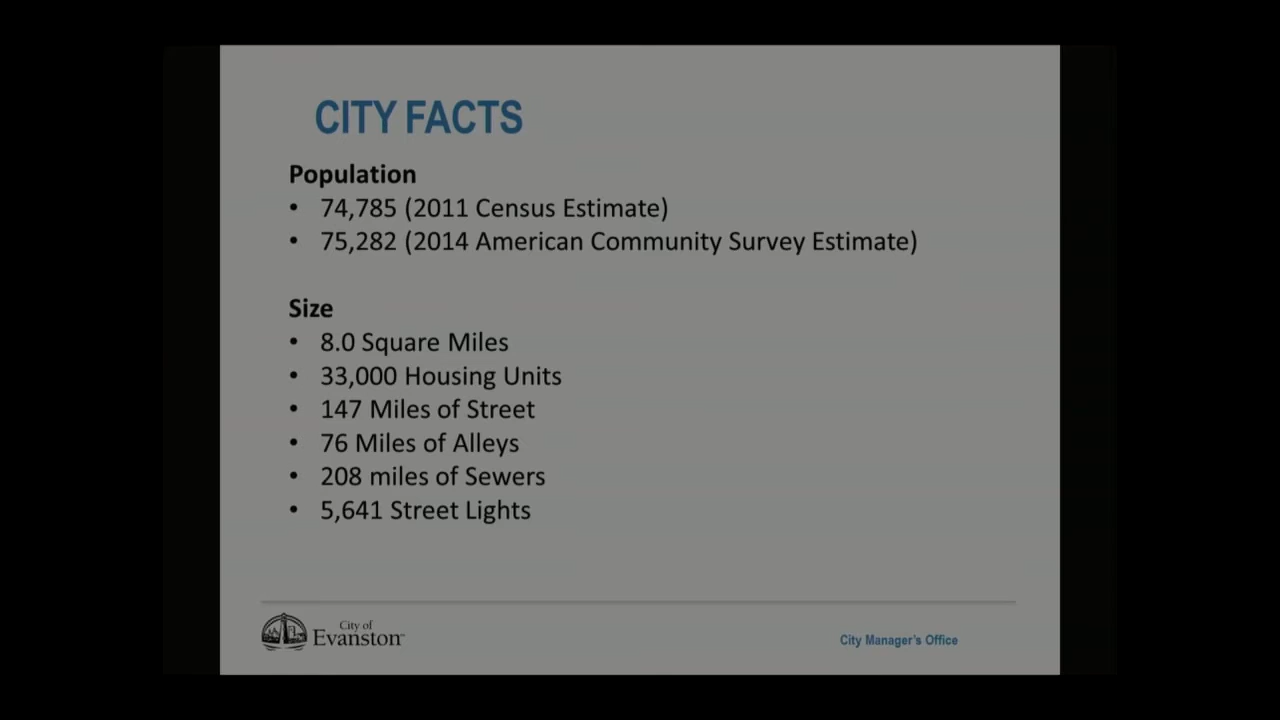 CITY FACTS
Population
• 74,785 (2011 Census Estimate)
• 75,282 (2014 American Community Survey Estimate)
Size
• 8.0 Square Miles
• 33,000 Housing Units
• 147 Miles of Street
• 76 Miles of Alleys
• 208 miles of Sewers
• 5,641 Street Lights
City of
Evanston
City Manager's Office